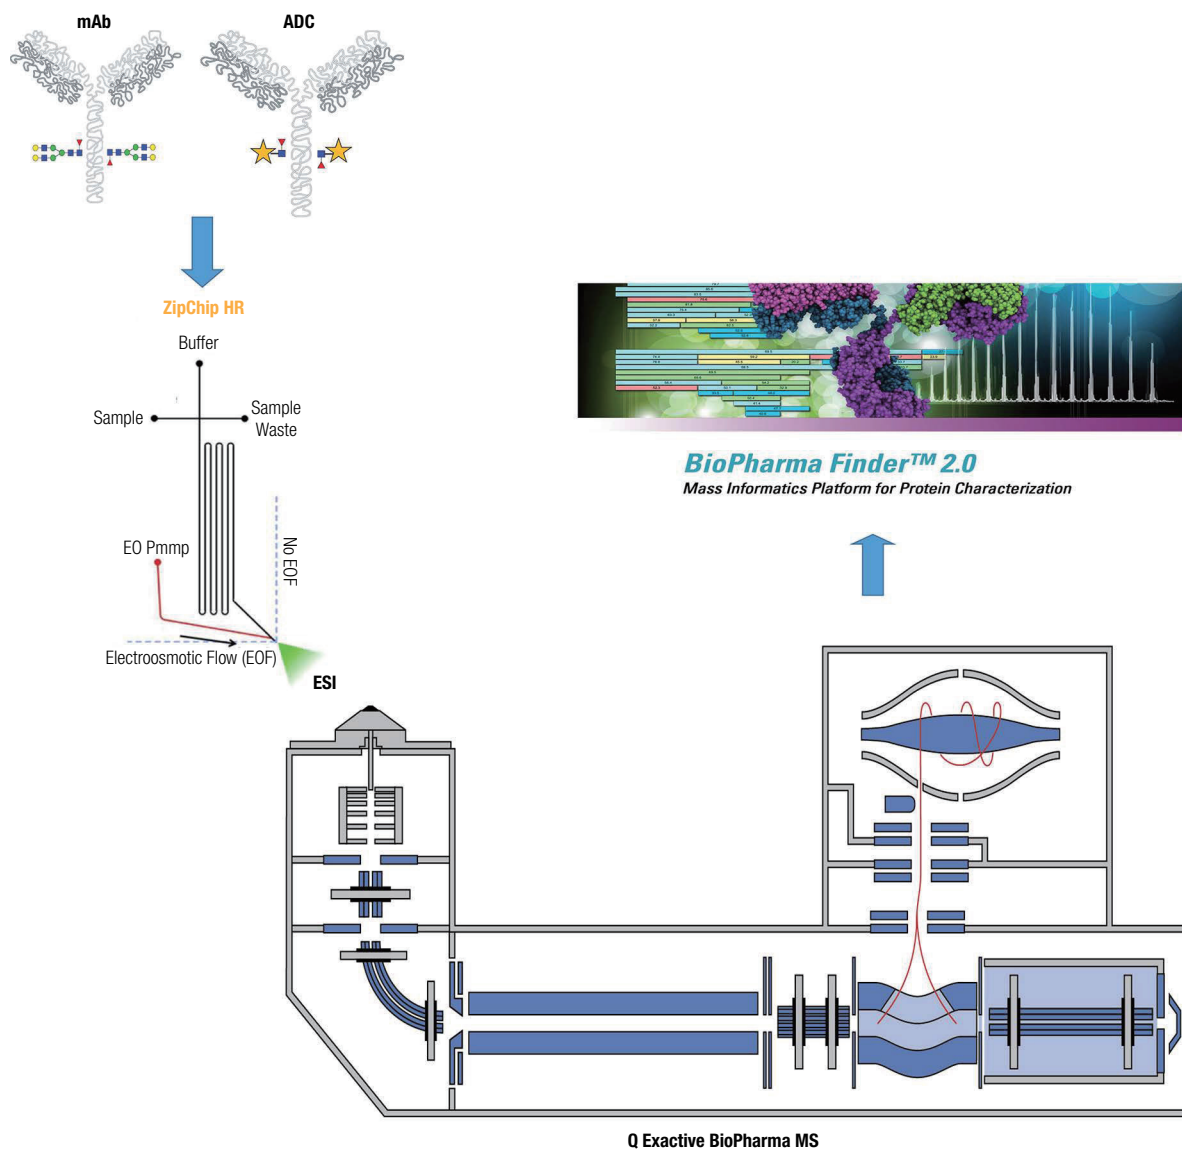 mAb
ADC
ZipChip HR
Buffer
Sample
Sample
Waste
EO Pmmp
No EOF
Electroosmotic Flow (EOF)
ESI
BioPharma Finder™ 2.0
Mass Informatics Platform for Protein Characterization
Q Exactive BioPharma MS